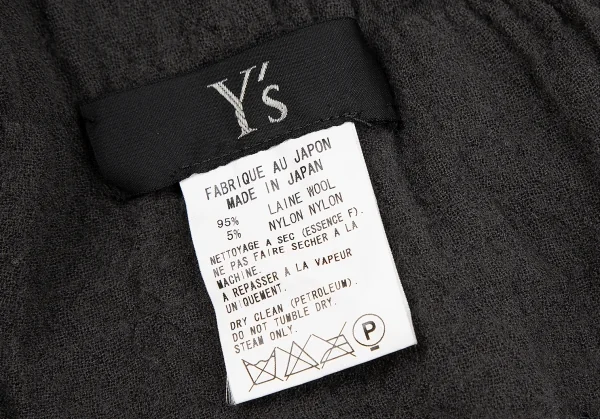 Y's
FABRIQUE AU JAPON
MADE IN JAPAN
95% LAINE WOOL
5% NYLON NYLON
NETTOYAGE A SEC (ESSENCE F).
NE PAS FAIRE SECHER A LA
MACHINE.
A REPASSER A LA VAPEUR
UNIQUEMENT.
DRY CLEAN (PETROLEUM).
DO NOT TUMBLE DRY.
STEAM ONLY.
P